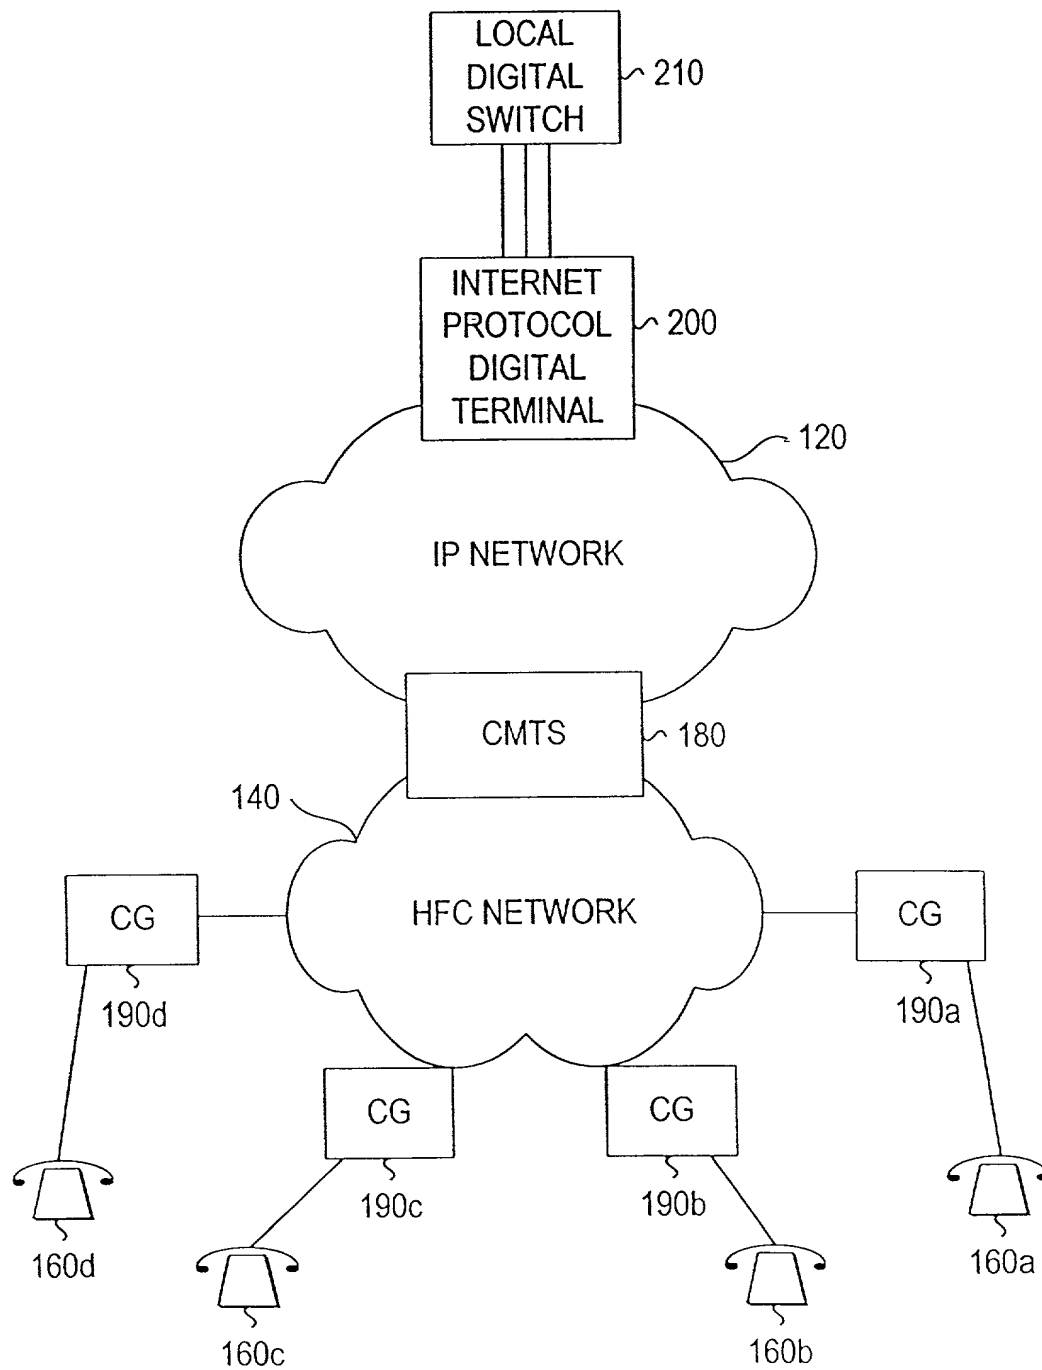 LOCAL
DIGITAL
SWITCH
210
INTERNET
PROTOCOL
DIGITAL
TERMINAL
200
120
IP NETWORK
CMTS
180
140
HFC NETWORK
CG
190d
CG
190a
CG
190c
CG
190b
160d
160a
160c
160b